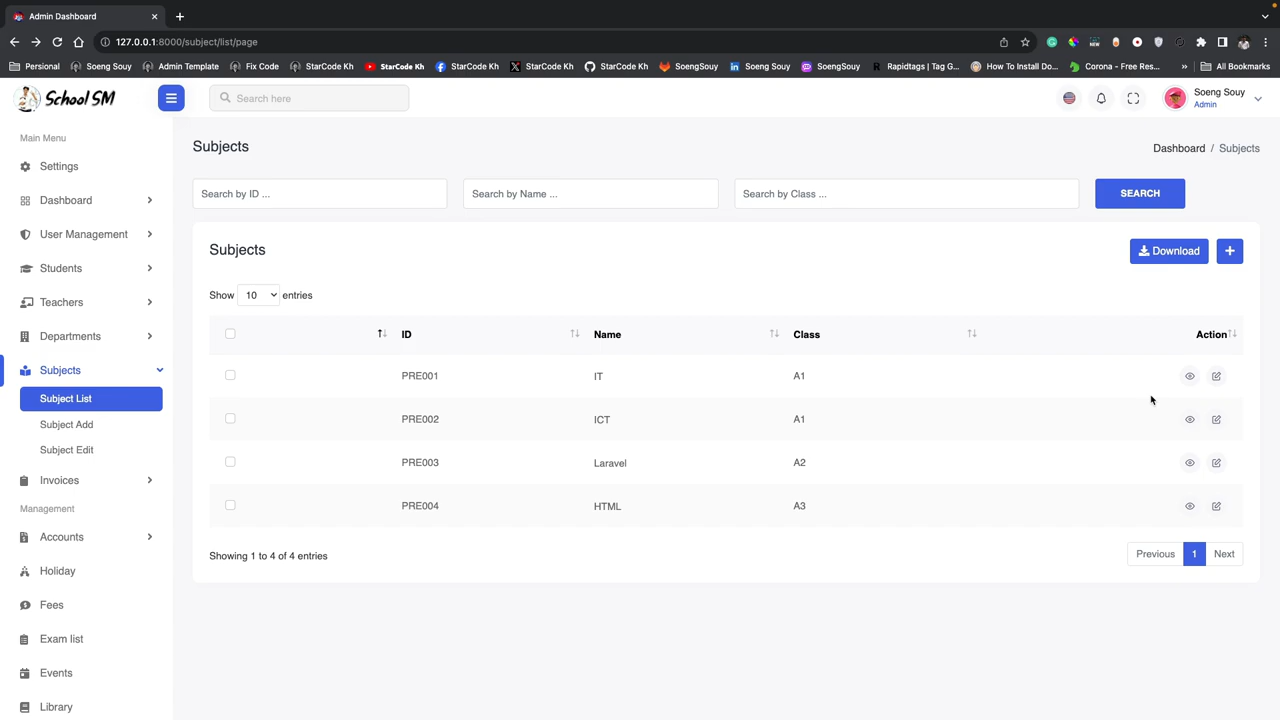 Admin Dashboard
127.0.0.1:8000/subject/list/page
Personal
Soeng Souy
Admin Template
Fix Code
StarCode Kh
StarCode Kh
StarCode Kh
StarCode Kh
StarCode Kh
SoengSouy
Soeng Souy
SoengSouy
Rapidtags | Tag G...
How To Install Do...
Corona - Free Res...
»
All Bookmarks
School SM
Search here
Soeng Souy
Admin
Main Menu
Settings
Dashboard
User Management
Students
Teachers
Departments
Subjects
Subject List
Subject Add
Subject Edit
Invoices
Management
Accounts
Holiday
Fees
Exam list
Events
Library
Subjects
Dashboard / Subjects
Search by ID ...
Search by Name ...
Search by Class ...
SEARCH
Subjects
Download
Show 10 entries
ID Name Class Action
PRE001 IT A1
PRE002 ICT A1
PRE003 Laravel A2
PRE004 HTML A3
Showing 1 to 4 of 4 entries
Previous 1 Next